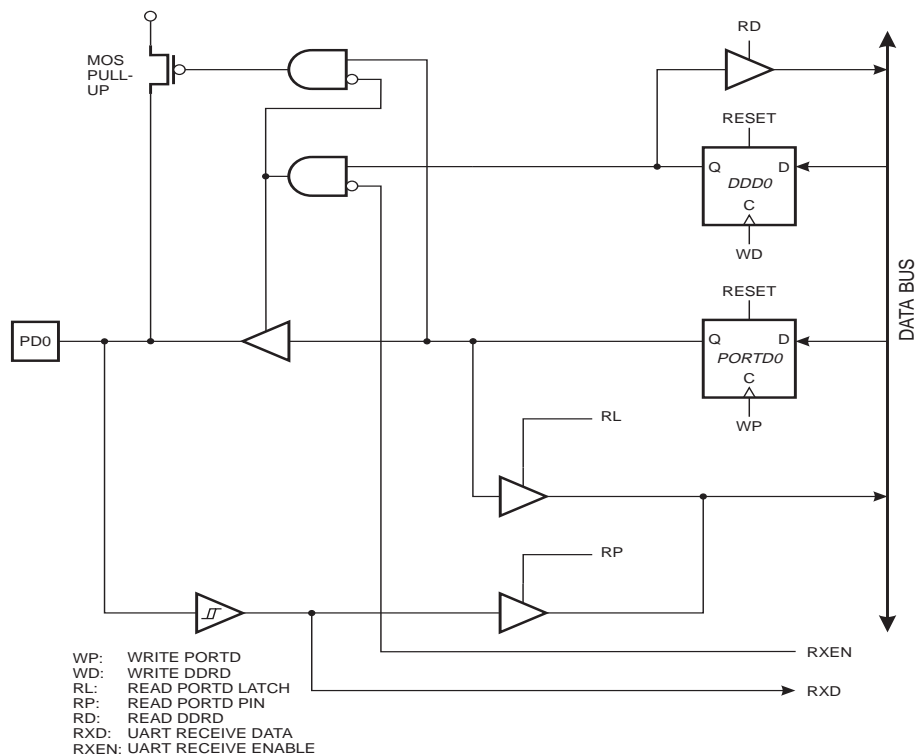 RD
MOS
PULL-
UP
RESET
Q
D
DDD0
C
WD
DATA BUS
RESET
PD0
Q
D
PORTD0
C
WP
RL
RP
RXEN
RXD
WP: WRITE PORTD
WD: WRITE DDRD
RL: READ PORTD LATCH
RP: READ PORTD PIN
RD: READ DDRD
RXD: UART RECEIVE DATA
RXEN: UART RECEIVE ENABLE